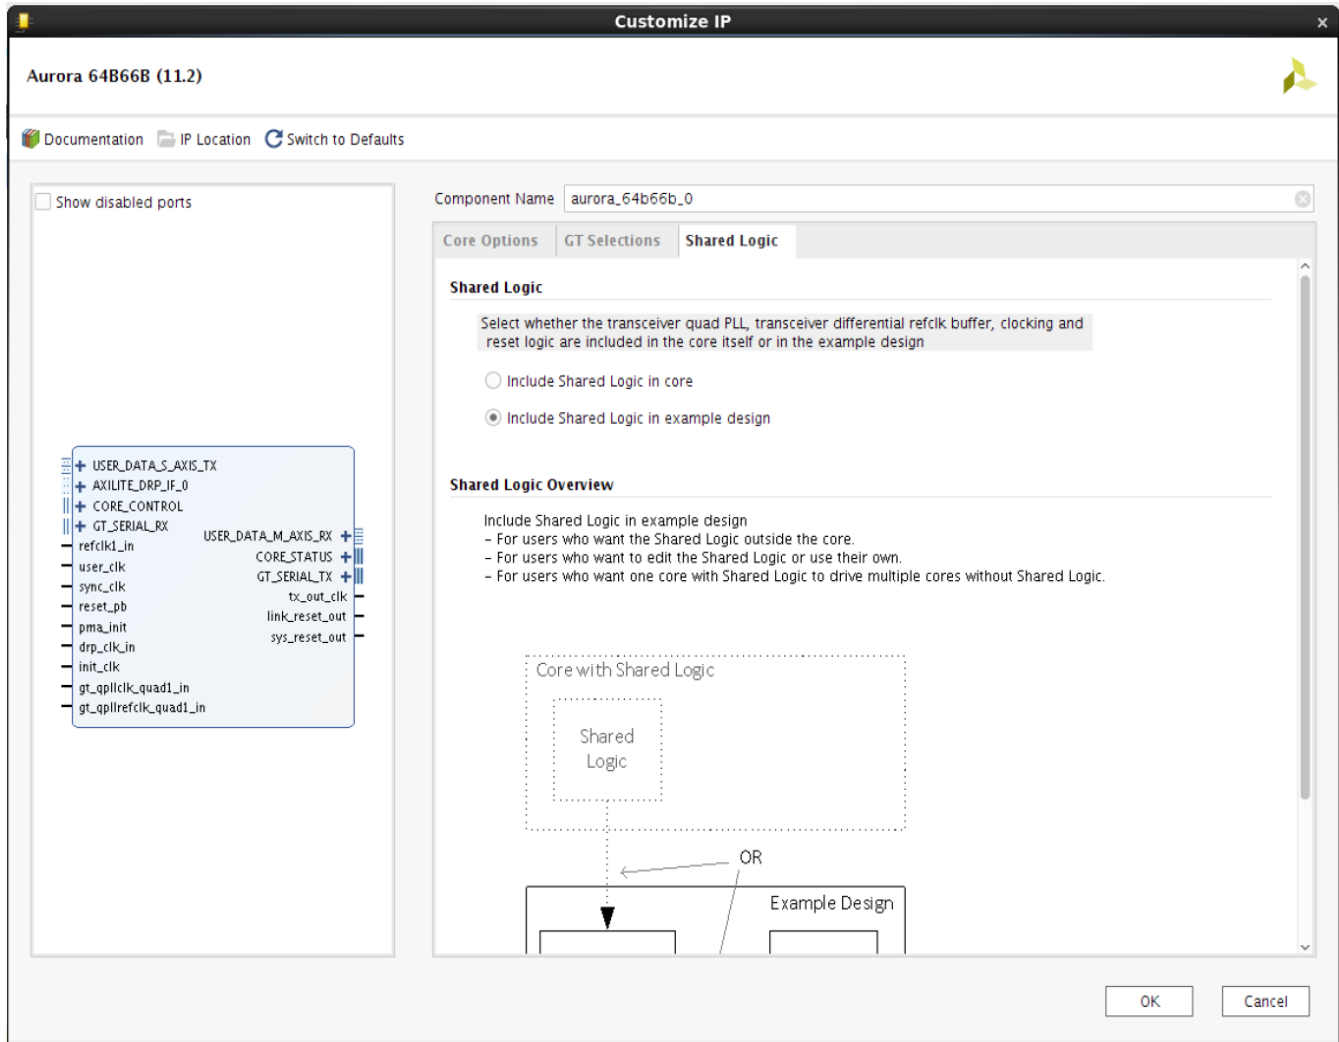 Customize IP
Aurora 64B66B (11.2)
Documentation IP Location Switch to Defaults
Show disabled ports
USER_DATA_S_AXIS_TX
AXILITE_DRP_IF_0
CORE_CONTROL
GT_SERIAL_RX
refclk1_in
user_clk
sync_clk
reset_pb
pma_init
drp_clk_in
init_clk
gt_qpllclk_quad1_in
gt_qpllrefclk_quad1_in
USER_DATA_M_AXIS_RX
CORE_STATUS
GT_SERIAL_TX
tx_out_clk
link_reset_out
sys_reset_out
Component Name aurora_64b66b_0
Core Options GT Selections Shared Logic
Shared Logic
Select whether the transceiver quad PLL, transceiver differential refclk buffer, clocking and
reset logic are included in the core itself or in the example design
Include Shared Logic in core
Include Shared Logic in example design
Shared Logic Overview
Include Shared Logic in example design
- For users who want the Shared Logic outside the core.
- For users who want to edit the Shared Logic or use their own.
- For users who want one core with Shared Logic to drive multiple cores without Shared Logic.
Core with Shared Logic
Shared
Logic
OR
Example Design
OK Cancel